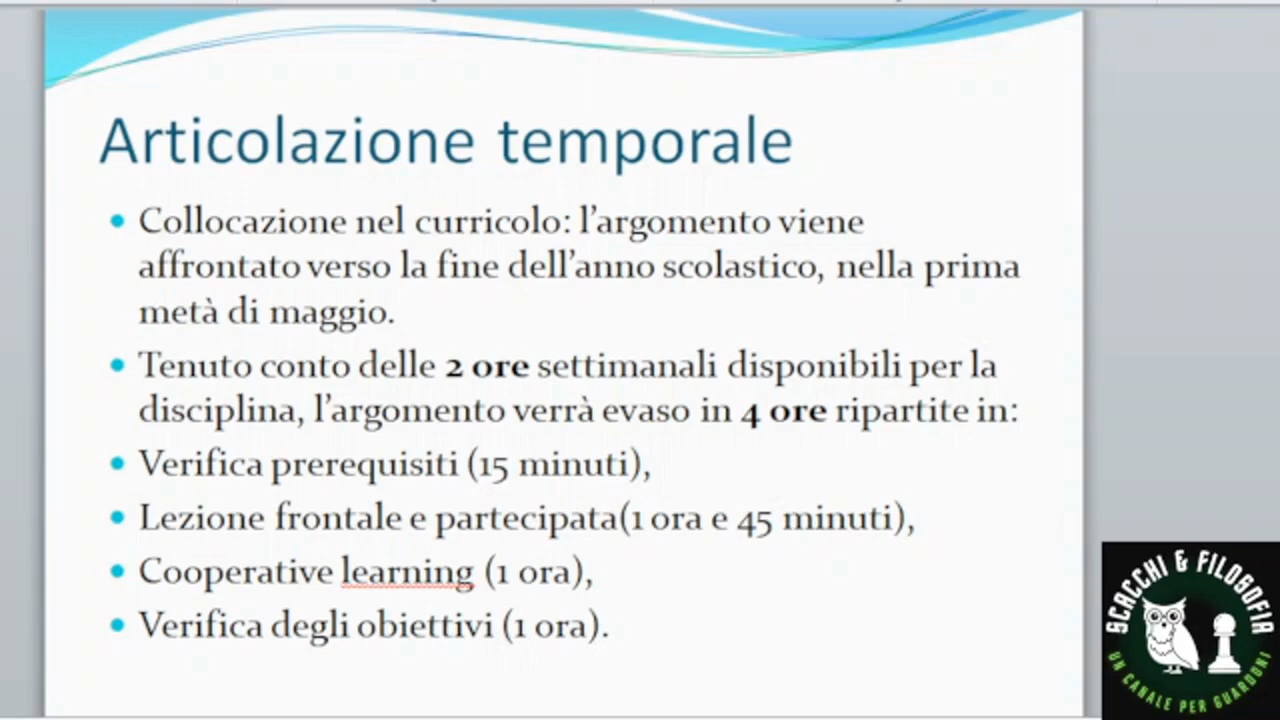 Articolazione temporale
Collocazione nel curricolo: l’argomento viene
affrontato verso la fine dell’anno scolastico, nella prima
metà di maggio.
Tenuto conto delle 2 ore settimanali disponibili per la
disciplina, l’argomento verrà evaso in 4 ore ripartite in:
Verifica prerequisiti (15 minuti),
Lezione frontale e partecipata(1 ora e 45 minuti),
Cooperative learning (1 ora),
Verifica degli obiettivi (1 ora).
SCACCHI & FILOSOFIA
UN CANALE PER GUARDONI